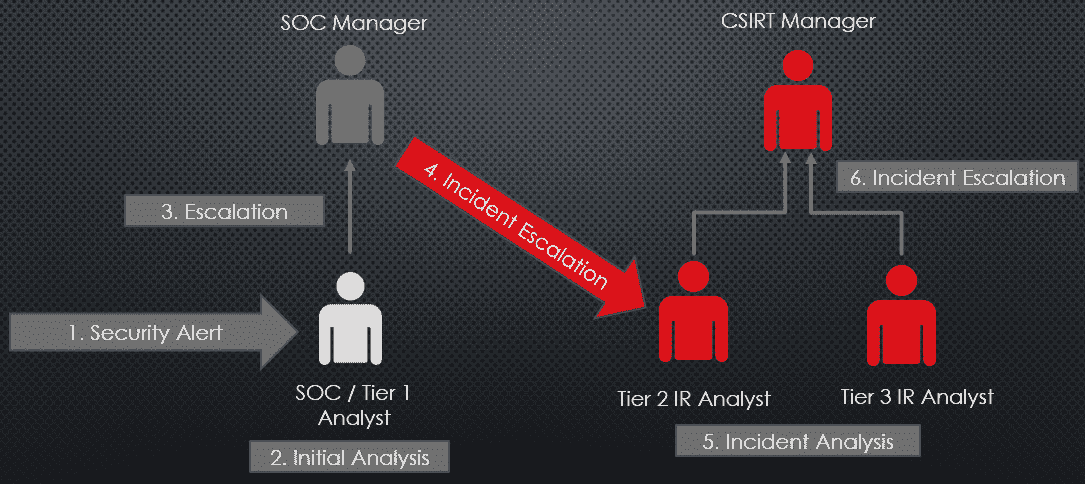 SOC Manager
CSIRT Manager
4. Incident Escalation
6. Incident Escalation
3. Escalation
1. Security Alert
SOC / Tier 1
Analyst
Tier 2 IR Analyst
Tier 3 IR Analyst
2. Initial Analysis
5. Incident Analysis